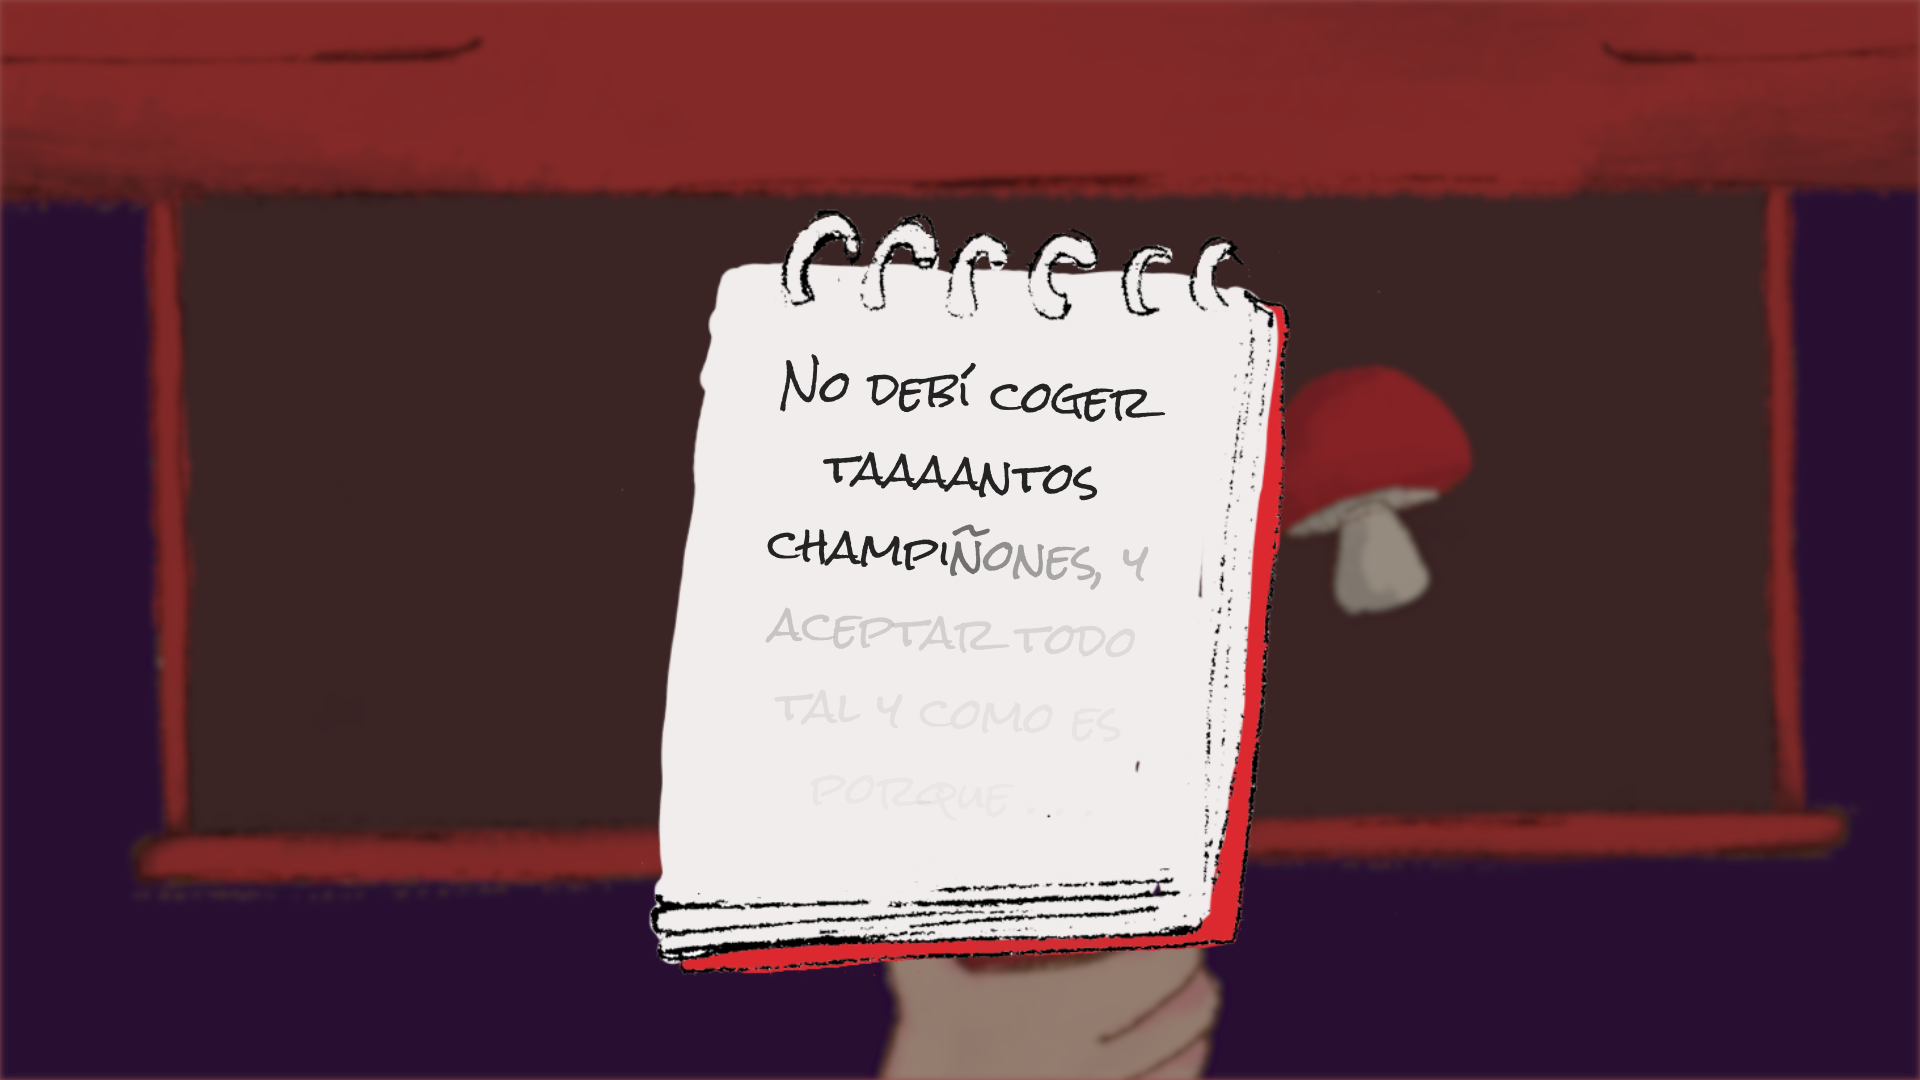 No debí coger
taaaantos
champiñones, y
aceptar todo
tal y como es
porque . . .